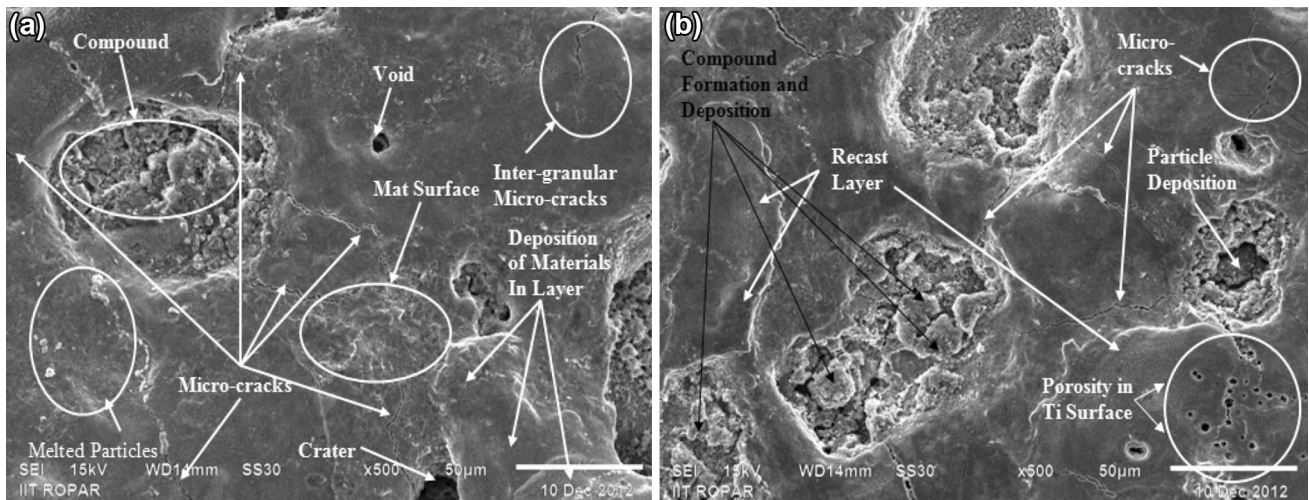 (a)
Compound
Void
Inter-granular
Micro-cracks
Mat Surface
Deposition
of Materials
In Layer
Micro-cracks
Melted Particles
Crater
SEI 15kV WD14mm SS30 x500 50µm
IIT ROPAR 10 Dec 2012
(b)
Compound
Formation and
Deposition
Micro-
cracks
Recast
Layer
Particle
Deposition
Porosity in
Ti Surface
SEI 15kV WD14mm SS30 x500 50µm
IIT ROPAR 10 Dec 2012